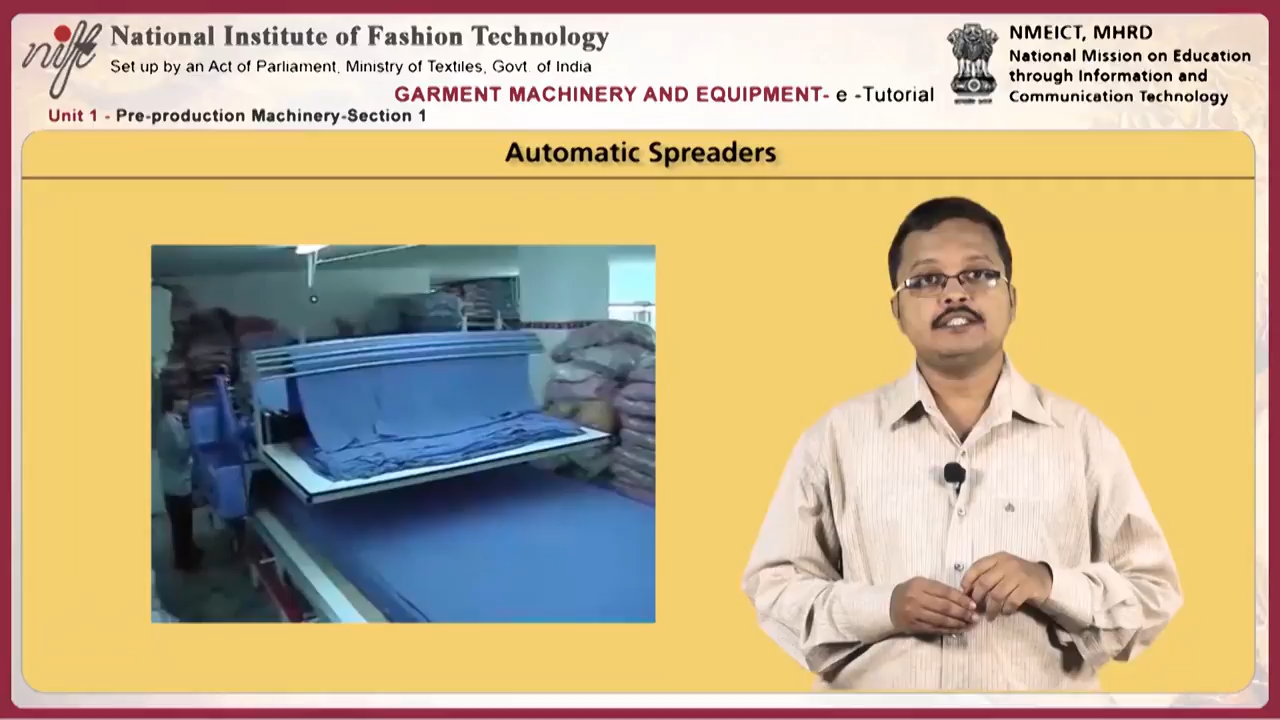 nift
National Institute of Fashion Technology
Set up by an Act of Parliament, Ministry of Textiles, Govt. of India
GARMENT MACHINERY AND EQUIPMENT- e -Tutorial
Unit 1 - Pre-production Machinery-Section 1
NMEICT, MHRD
National Mission on Education
through Information and
Communication Technology
Automatic Spreaders